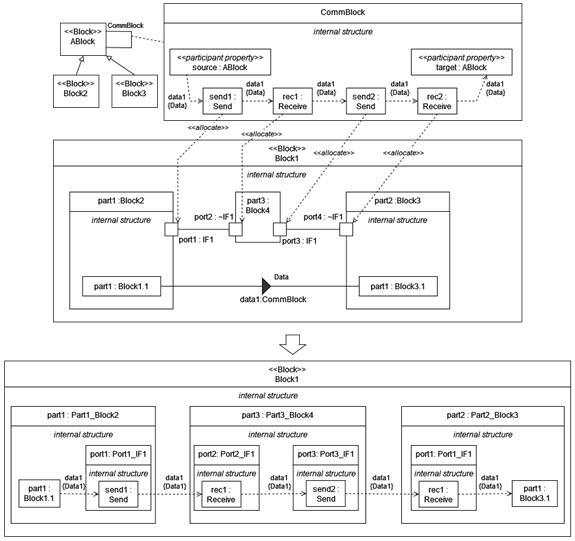 CommBlock
internal structure
<<Block>>
ABlock
CommBlock
<<Block>>
Block2
<<Block>>
Block3
<<participant property>>
source : ABlock
<<participant property>>
target : ABlock
data1
{Data}
send1 :
Send
data1
{Data}
rec1 :
Receive
data1
{Data}
send2 :
Send
data1
{Data}
rec2 :
Receive
data1
{Data}
<<allocate>>
<<allocate>>
<<allocate>>
<<allocate>>
<<Block>>
Block1
internal structure
part1 :Block2
internal structure
part3 :
Block4
part2 :Block3
internal structure
port2 : ~IF1
port4 : ~IF1
port1 : IF1
port3 : IF1
part1 : Block1.1
Data
data1:CommBlock
part1 : Block3.1
<<Block>>
Block1
internal structure
part1 : Part1_Block2
internal structure
part3 : Part3_Block4
internal structure
part2 : Part2_Block3
internal structure
port1: Port1_IF1
internal structure
port2: Port2_IF1
internal structure
port3: Port3_IF1
internal structure
port1: Port1_IF1
internal structure
part1 :
Block1.1
data1
{Data1}
send1 :
Send
data1
{Data1}
rec1 :
Receive
data1
{Data1}
send2 :
Send
data1
{Data1}
rec1 :
Receive
data1
{Data1}
part1 :
Block3.1